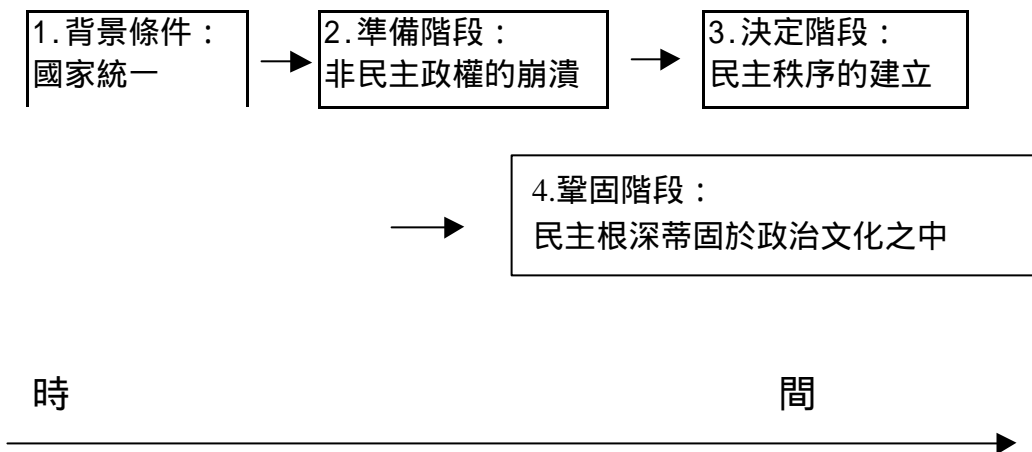 1.背景條件：
國家統一
2.準備階段：
非民主政權的崩潰
3.決定階段：
民主秩序的建立
4.鞏固階段：
民主根深蒂固於政治文化之中
時 間